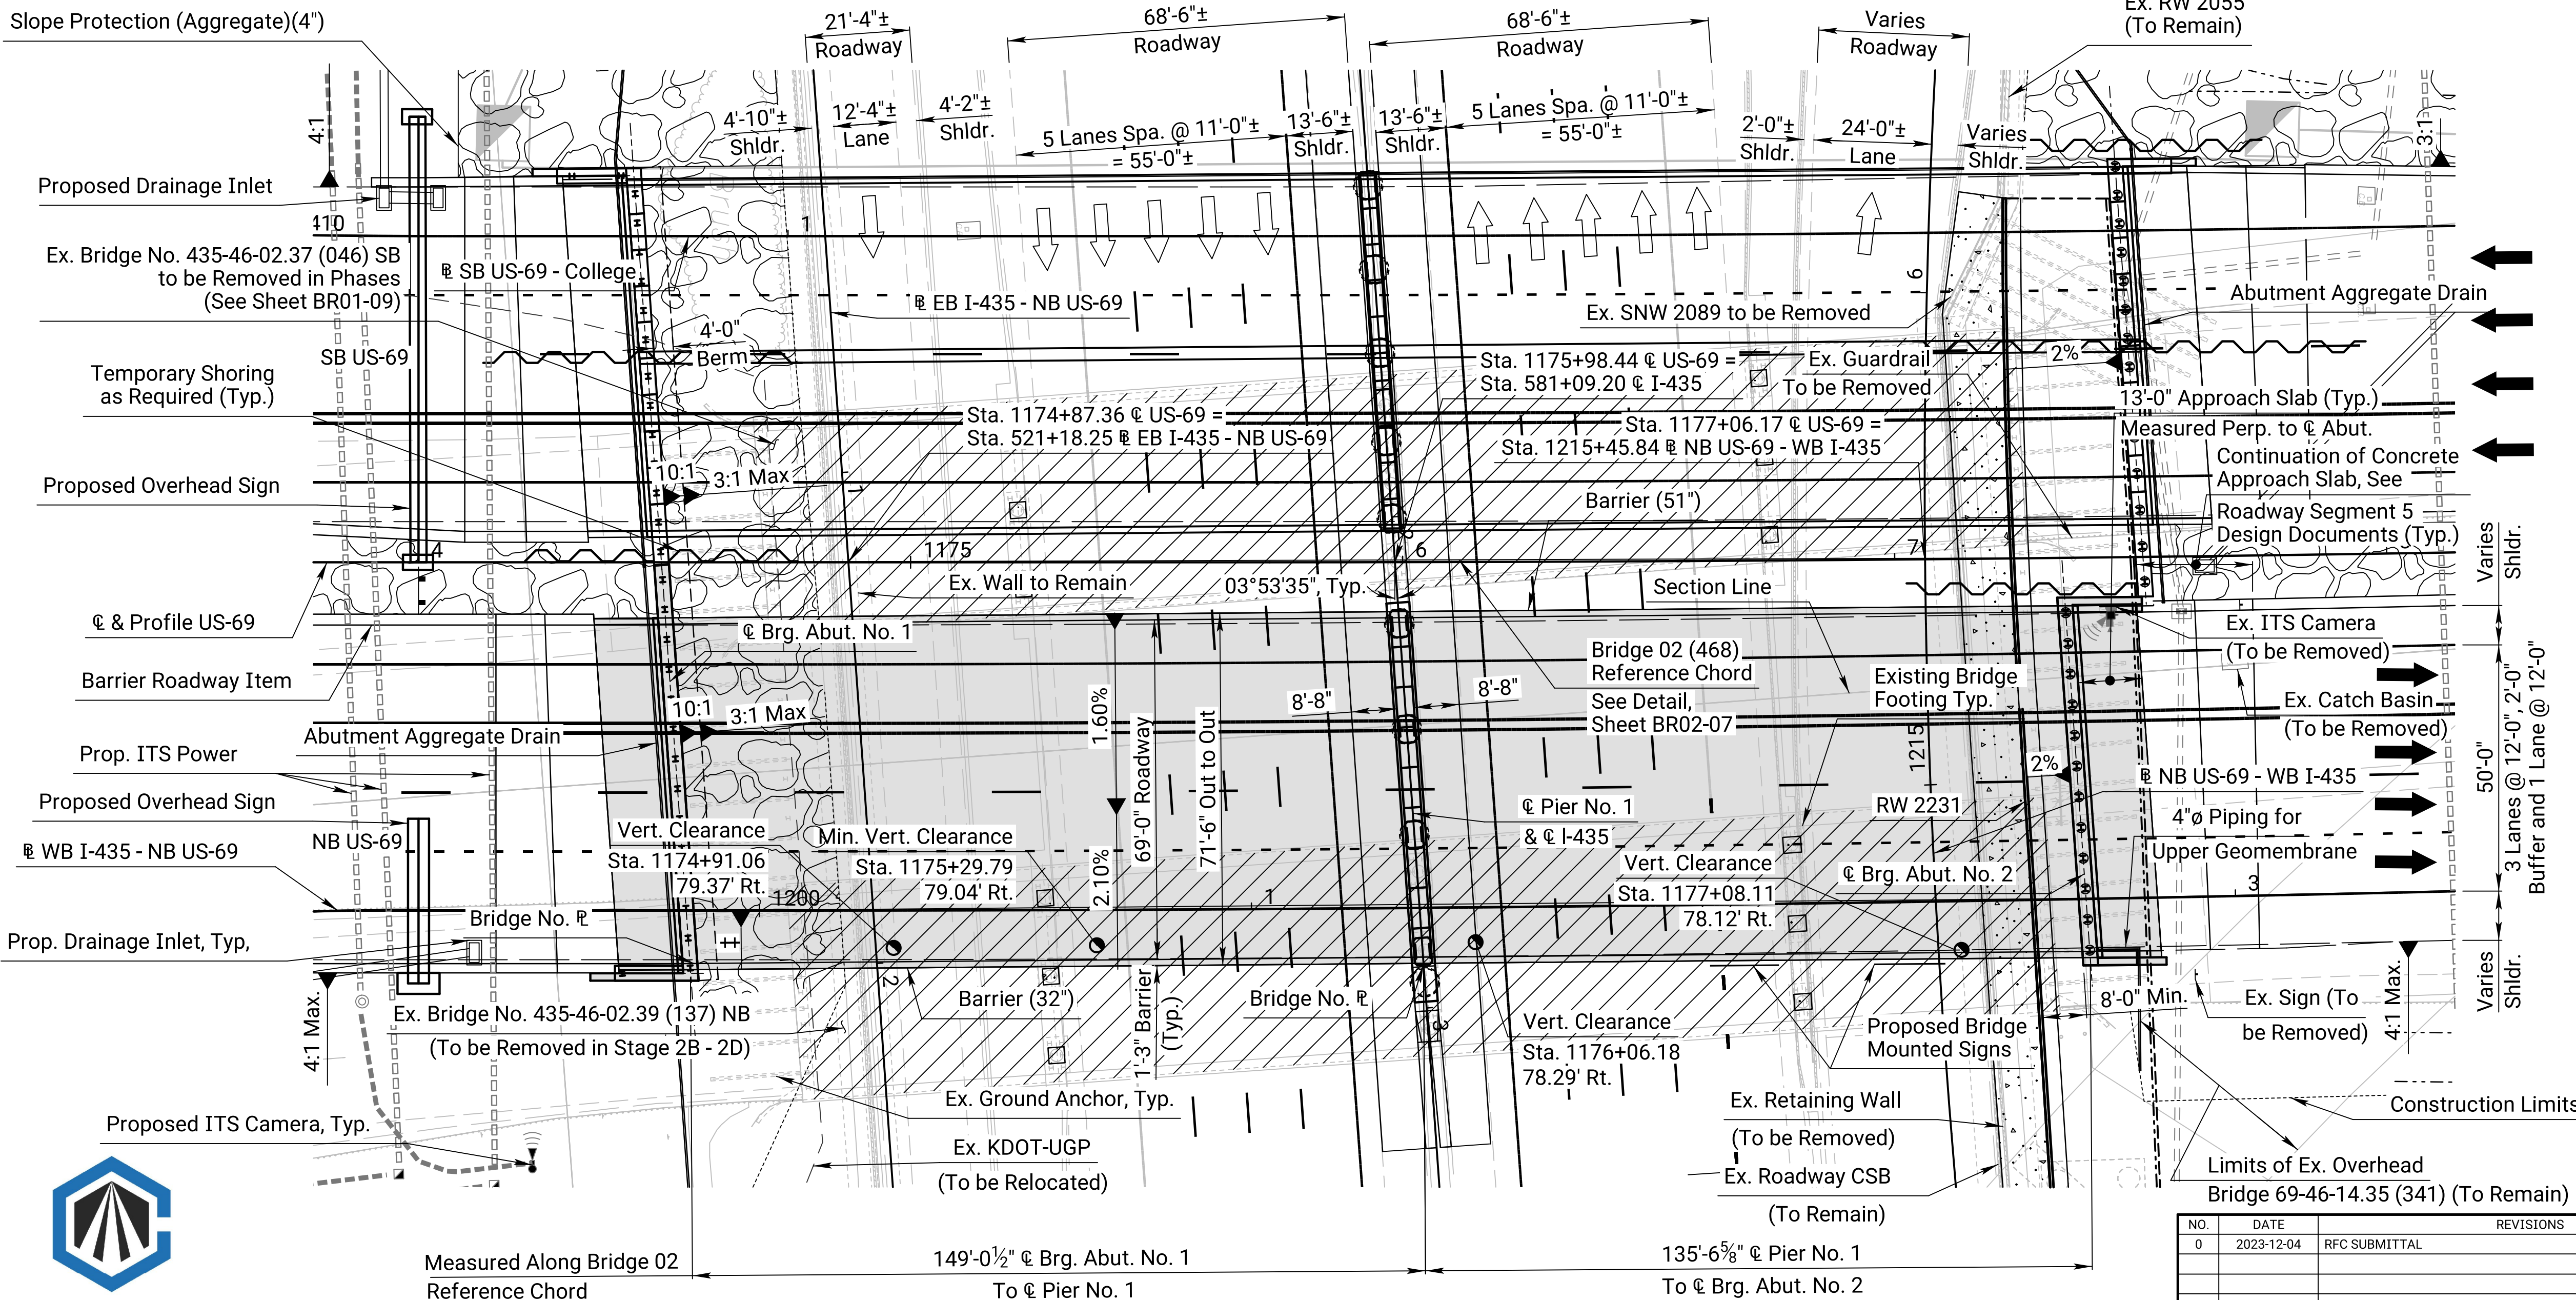 Slope Protection (Aggregate)(4")
21'-4"±
Roadway
68'-6"±
Roadway
68'-6"±
Roadway
Varies
Roadway
Ex. RW 2055
(To Remain)
4:1
4'-10"±
Shldr.
12'-4"±
Lane
4'-2"±
Shldr.
5 Lanes Spa. @ 11'-0"±
= 55'-0"±
13'-6"±
Shldr.
13'-6"±
Shldr.
5 Lanes Spa. @ 11'-0"±
= 55'-0"±
2'-0"±
Shldr.
24'-0"±
Lane
Varies
Shldr.
3:1
Proposed Drainage Inlet
410
1
Ex. Bridge No. 435-46-02.37 (046) SB
to be Removed in Phases
(See Sheet BR01-09)
℄ SB US-69 - College
℄ EB I-435 - NB US-69
9
Ex. SNW 2089 to be Removed
Abutment Aggregate Drain
4'-0"
Berm
SB US-69
Temporary Shoring
as Required (Typ.)
Sta. 1175+98.44 ℄ US-69 =
Sta. 581+09.20 ℄ I-435
Ex. Guardrail
To be Removed
2%
13'-0" Approach Slab (Typ.)
Measured Perp. to ℄ Abut.
Sta. 1174+87.36 ℄ US-69 =
Sta. 521+18.25 ℄ EB I-435 - NB US-69
Sta. 1177+06.17 ℄ US-69 =
Sta. 1215+45.84 ℄ NB US-69 - WB I-435
Continuation of Concrete
Approach Slab, See
Roadway Segment 5
Design Documents (Typ.)
Proposed Overhead Sign
10:1
3:1 Max
1
Barrier (51")
4
1175
6
7
Varies
Shldr.
Ex. Wall to Remain
03°53'35", Typ.
Section Line
℄ & Profile US-69
℄ Brg. Abut. No. 1
Ex. ITS Camera
(To be Removed)
Bridge 02 (468)
Reference Chord
See Detail,
Sheet BR02-07
Existing Bridge
Footing Typ.
Barrier Roadway Item
8'-8"
8'-8"
10:1
3:1 Max
Ex. Catch Basin
(To be Removed)
Abutment Aggregate Drain
1.60%
69'-0" Roadway
71'-6" Out to Out
1215
2%
50'-0"
3 Lanes @ 12'-0", 2'-0"
Buffer and 1 Lane @ 12'-0"
Prop. ITS Power
℄ NB US-69 - WB I-435
Proposed Overhead Sign
℄ Pier No. 1
& ℄ I-435
RW 2231
4"ø Piping for
Upper Geomembrane
NB US-69
Vert. Clearance
Sta. 1174+91.06
79.37' Rt.
Min. Vert. Clearance
Sta. 1175+29.79
79.04' Rt.
2.10%
℄ WB I-435 - NB US-69
Vert. Clearance
Sta. 1177+08.11
78.12' Rt.
℄ Brg. Abut. No. 2
3
1200
1
Bridge No. ℄
Prop. Drainage Inlet, Typ,
2
Barrier (32")
1'-3" Barrier
(Typ.)
Bridge No. ℄
3
4:1 Max.
Ex. Bridge No. 435-46-02.39 (137) NB
(To be Removed in Stage 2B - 2D)
Vert. Clearance
Sta. 1176+06.18
78.29' Rt.
Proposed Bridge
Mounted Signs
8'-0" Min.
Ex. Sign (To
be Removed)
4:1 Max.
Varies
Shldr.
Ex. Ground Anchor, Typ.
Ex. Retaining Wall
(To be Removed)
Construction Limits
Proposed ITS Camera, Typ.
Ex. KDOT-UGP
(To be Relocated)
Ex. Roadway CSB
(To Remain)
Limits of Ex. Overhead
Bridge 69-46-14.35 (341) (To Remain)
Measured Along Bridge 02
Reference Chord
149'-0½" ℄ Brg. Abut. No. 1
To ℄ Pier No. 1
135'-6⅝" ℄ Pier No. 1
To ℄ Brg. Abut. No. 2
NO. DATE REVISIONS
0 2023-12-04 RFC SUBMITTAL